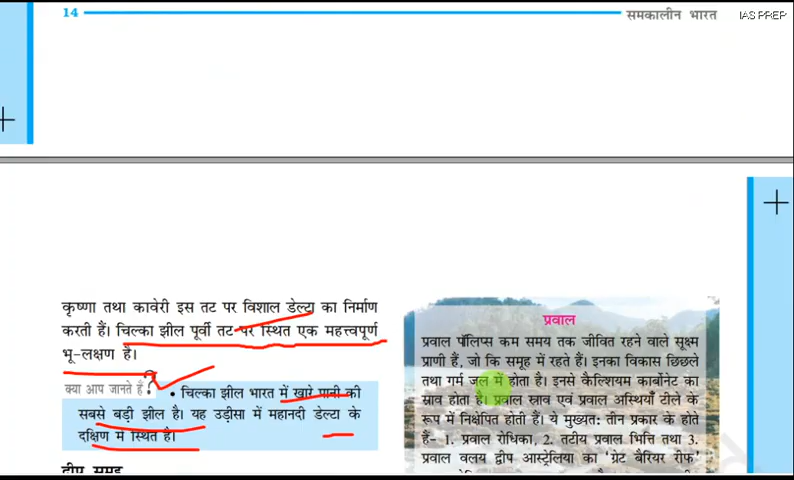 14
समकालीन भारत
IAS PREP
कृष्णा तथा कावेरी इस तट पर विशाल डेल्टा का निर्माण
करती हैं। चिल्का झील पूर्वी तट पर स्थित एक महत्त्वपूर्ण
भू-लक्षण है।
क्या आप जानते हैं?
• चिल्का झील भारत में खारे पानी की
सबसे बड़ी झील है। यह उड़ीसा में महानदी डेल्टा के
दक्षिण में स्थित है।
द्वीप समूह
प्रवाल
प्रवाल पॉलिप्स कम समय तक जीवित रहने वाले सूक्ष्म
प्राणी हैं, जो कि समूह में रहते हैं। इनका विकास छिछले
तथा गर्म जल में होता है। इनसे कैल्शियम कार्बोनेट का
स्राव होता है। प्रवाल स्राव एवं प्रवाल अस्थियाँ टीले के
रूप में निक्षेपित होती हैं। ये मुख्यत: तीन प्रकार के होते
हैं- 1. प्रवाल रोधिका, 2. तटीय प्रवाल भित्ति तथा 3.
प्रवाल वलय द्वीप आस्ट्रेलिया का 'ग्रेट बैरियर रीफ'